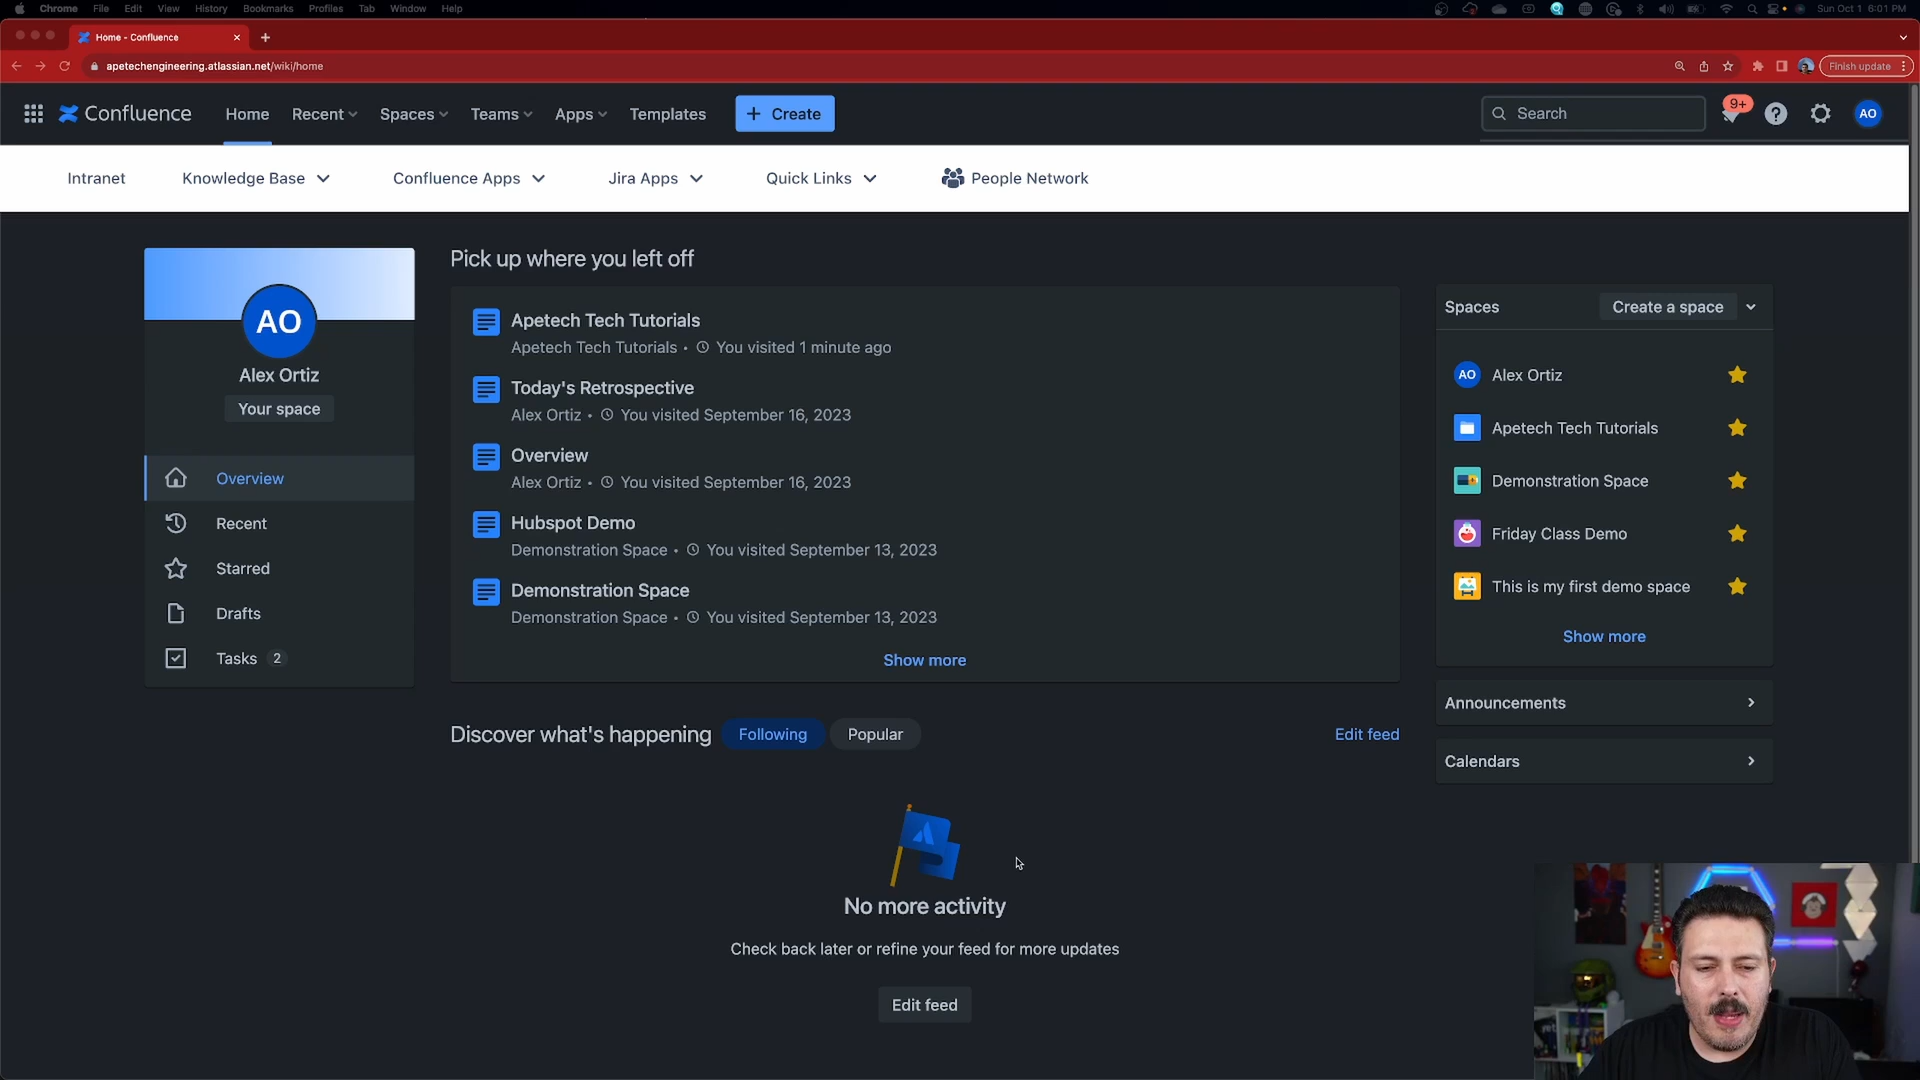 Chrome File Edit View History Bookmarks Profiles Tab Window Help
Sun Oct 1 6:01 PM
Home - Confluence
apetechengineering.atlassian.net/wiki/home
Finish update
Confluence Home Recent Spaces Teams Apps Templates + Create
Search
9+
AO
Intranet Knowledge Base Confluence Apps Jira Apps Quick Links People Network
AO
Alex Ortiz
Your space
Overview
Recent
Starred
Drafts
Tasks 2
Pick up where you left off
Apetech Tech Tutorials
Apetech Tech Tutorials • You visited 1 minute ago
Today's Retrospective
Alex Ortiz • You visited September 16, 2023
Overview
Alex Ortiz • You visited September 16, 2023
Hubspot Demo
Demonstration Space • You visited September 13, 2023
Demonstration Space
Demonstration Space • You visited September 13, 2023
Show more
Discover what's happening Following Popular Edit feed
No more activity
Check back later or refine your feed for more updates
Edit feed
Spaces Create a space
AO Alex Ortiz
Apetech Tech Tutorials
Demonstration Space
Friday Class Demo
This is my first demo space
Show more
Announcements
Calendars